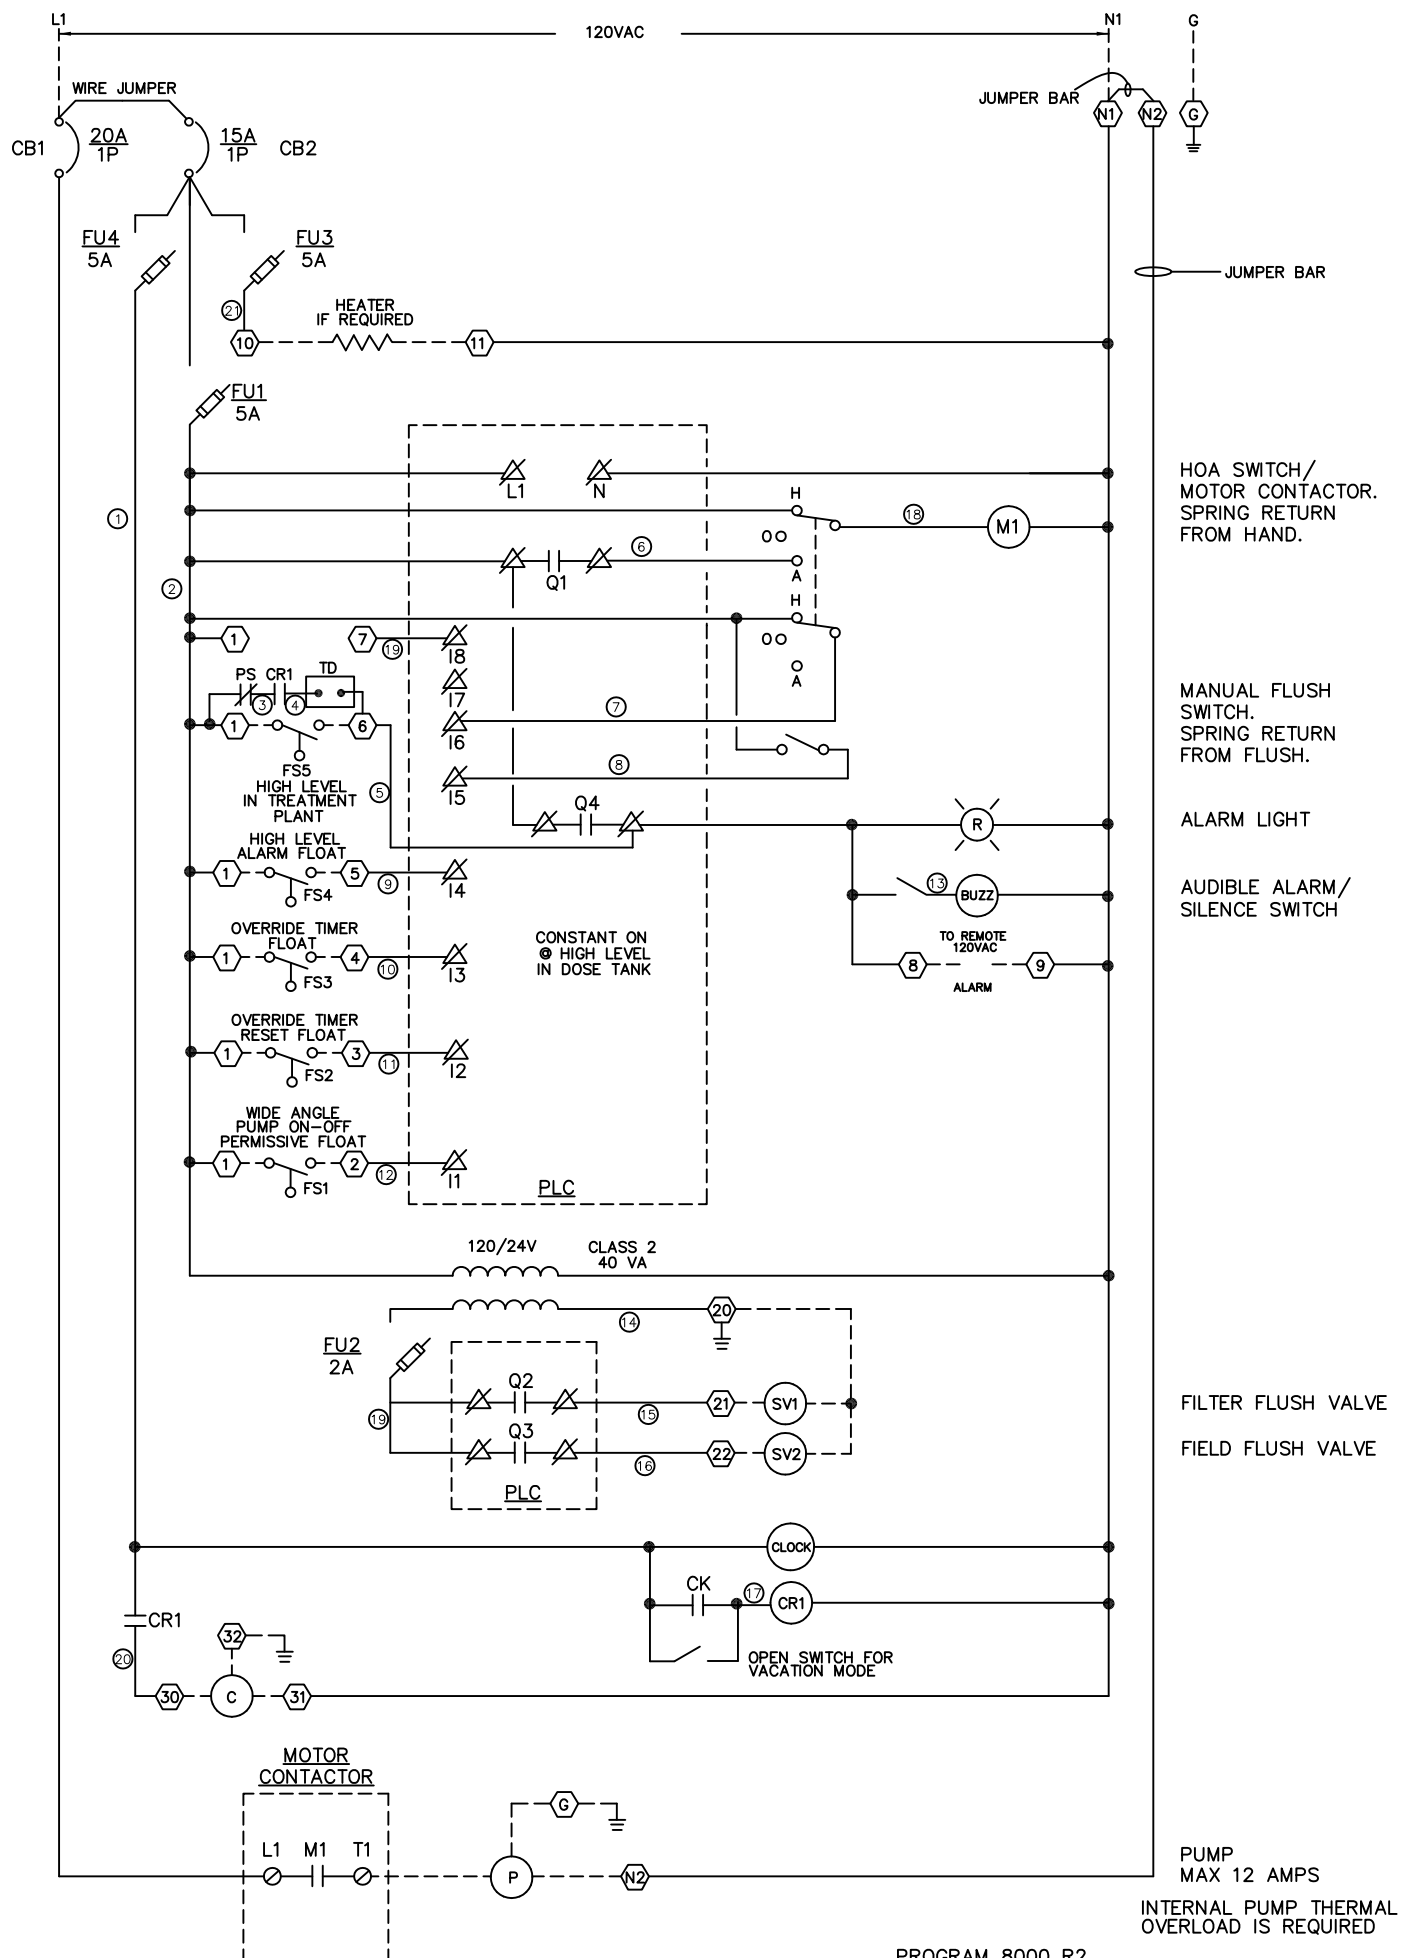 L1
120VAC
N1
G
WIRE JUMPER
JUMPER BAR
N1
N2
G
CB1
20A
1P
15A
1P
CB2
FU4
5A
FU3
5A
JUMPER BAR
21
HEATER
IF REQUIRED
10
11
FU1
5A
L1
N
H
18
M1
HOA SWITCH/
MOTOR CONTACTOR.
SPRING RETURN
FROM HAND.
1
O
6
Q1
A
2
H
1
7
19
I8
O
PS
CR1
TD
I7
A
3
4
1
6
I6
7
MANUAL FLUSH
SWITCH.
SPRING RETURN
FROM FLUSH.
FS5
HIGH LEVEL
IN TREATMENT
PLANT
5
I5
8
Q4
R
ALARM LIGHT
HIGH LEVEL
ALARM FLOAT
1
5
9
FS4
I4
13
BUZZ
AUDIBLE ALARM/
SILENCE SWITCH
OVERRIDE TIMER
FLOAT
1
4
10
FS3
I3
CONSTANT ON
@ HIGH LEVEL
IN DOSE TANK
TO REMOTE
120VAC
8
9
ALARM
OVERRIDE TIMER
RESET FLOAT
1
3
11
FS2
I2
WIDE ANGLE
PUMP ON-OFF
PERMISSIVE FLOAT
1
2
12
FS1
I1
PLC
120/24V
CLASS 2
40 VA
14
20
FU2
2A
19
Q2
15
21
SV1
FILTER FLUSH VALVE
Q3
16
22
SV2
FIELD FLUSH VALVE
PLC
CLOCK
CK
17
CR1
CR1
OPEN SWITCH FOR
VACATION MODE
32
20
30
C
31
MOTOR
CONTACTOR
G
L1
M1
T1
P
N2
PUMP
MAX 12 AMPS
INTERNAL PUMP THERMAL
OVERLOAD IS REQUIRED
PROGRAM 8000 R2